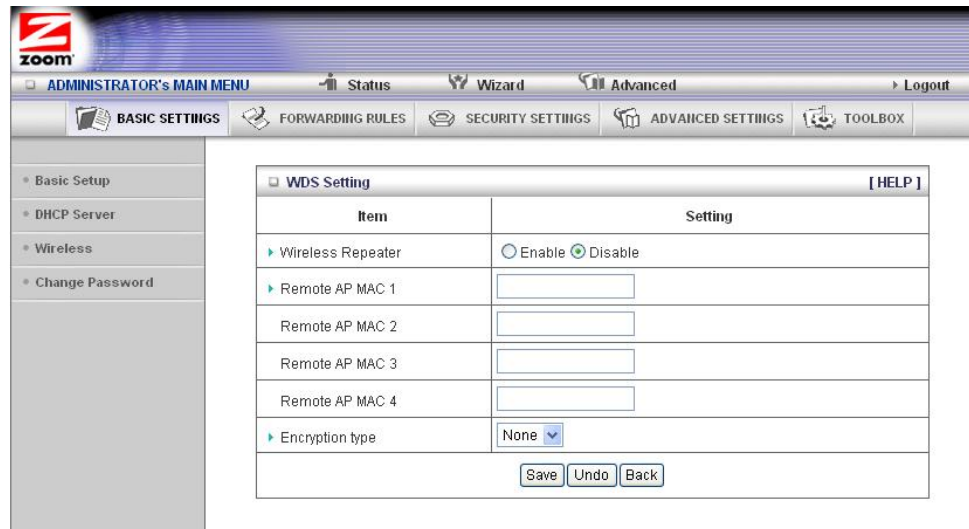 zoom
ADMINISTRATOR's MAIN MENU Status Wizard Advanced Logout
BASIC SETTINGS FORWARDING RULES SECURITY SETTINGS ADVANCED SETTINGS TOOLBOX
Basic Setup
DHCP Server
Wireless
Change Password
WDS Setting [ HELP ]
Item Setting
Wireless Repeater Enable Disable
Remote AP MAC 1
Remote AP MAC 2
Remote AP MAC 3
Remote AP MAC 4
Encryption type None
Save Undo Back